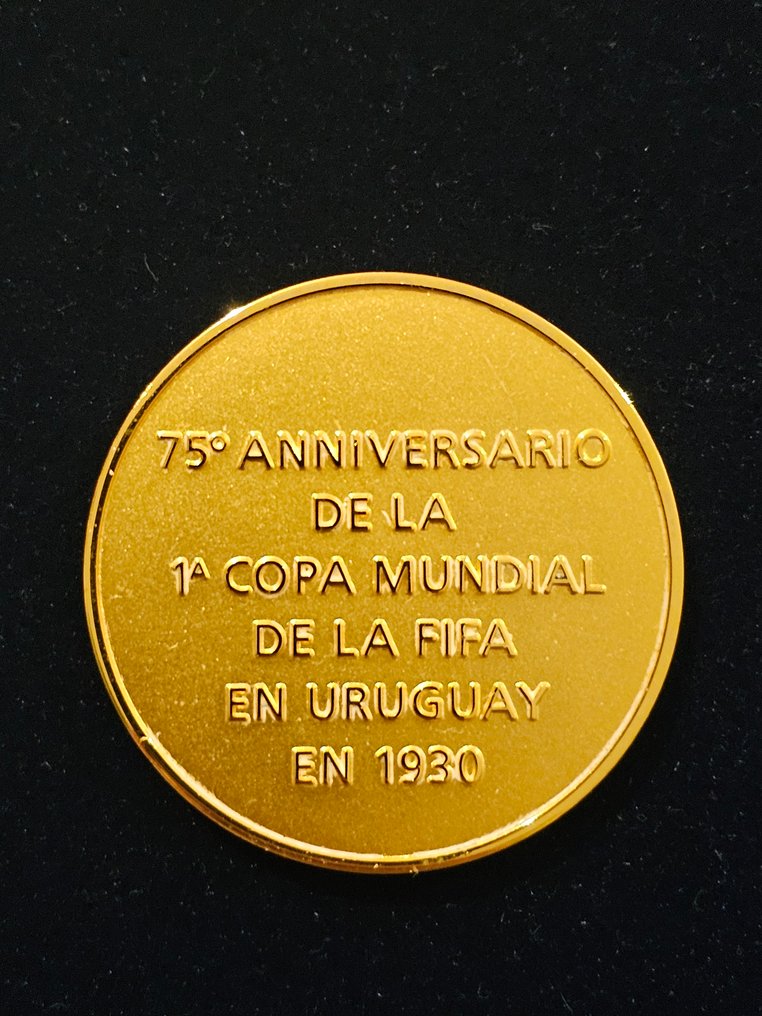 75º ANNIVERSARIO
DE LA
1ª COPA MUNDIAL
DE LA FIFA
EN URUGUAY
EN 1930